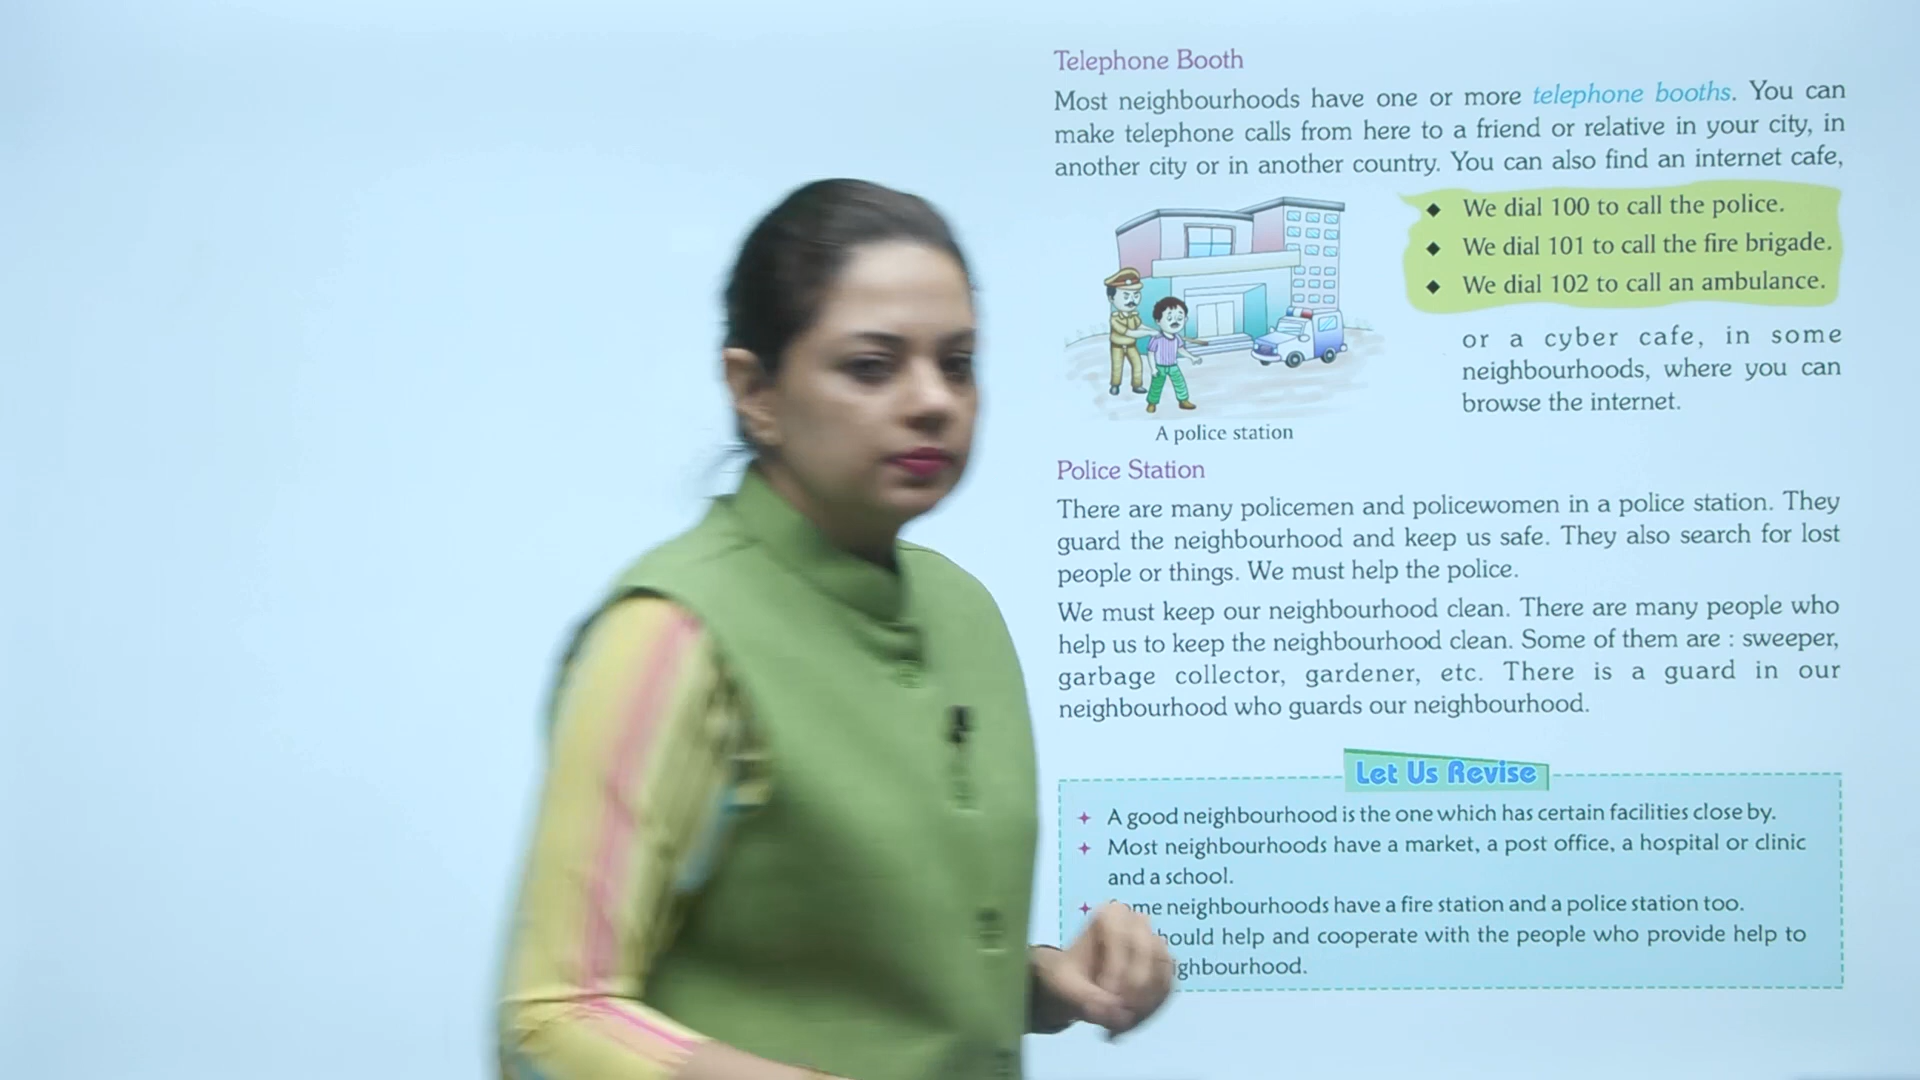 Telephone Booth
Most neighbourhoods have one or more telephone booths. You can
make telephone calls from here to a friend or relative in your city, in
another city or in another country. You can also find an internet cafe,
◆ We dial 100 to call the police.
◆ We dial 101 to call the fire brigade.
◆ We dial 102 to call an ambulance.
or a cyber cafe, in some
neighbourhoods, where you can
browse the internet.
A police station
Police Station
There are many policemen and policewomen in a police station. They
guard the neighbourhood and keep us safe. They also search for lost
people or things. We must help the police.
We must keep our neighbourhood clean. There are many people who
help us to keep the neighbourhood clean. Some of them are : sweeper,
garbage collector, gardener, etc. There is a guard in our
neighbourhood who guards our neighbourhood.
Let Us Revise
A good neighbourhood is the one which has certain facilities close by.
Most neighbourhoods have a market, a post office, a hospital or clinic
and a school.
neighbourhoods have a fire station and a police station too.
help and cooperate with the people who provide help to